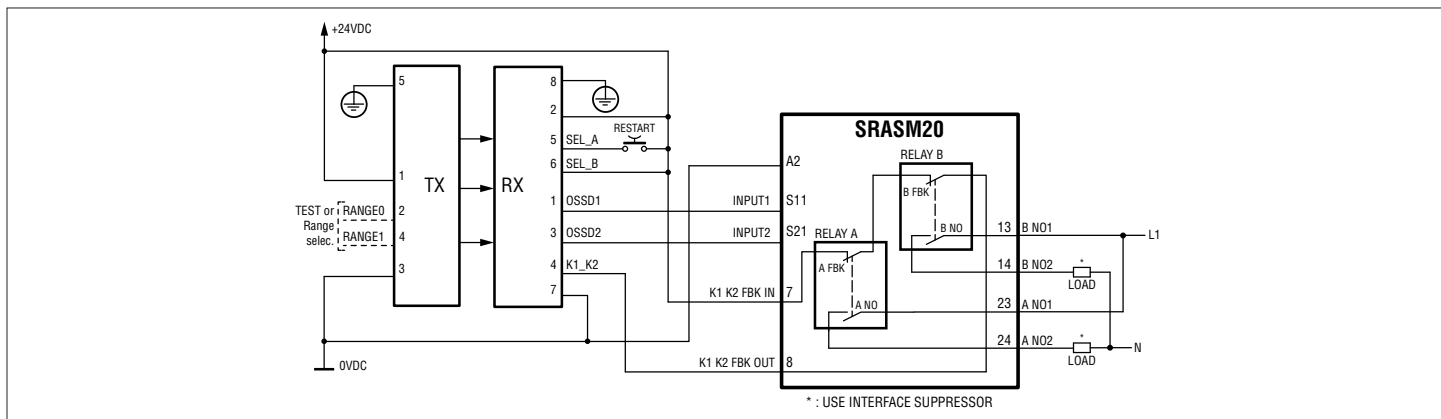 +24VDC
5
1
TEST or
Range
selec.
RANGE0
2
RANGE1
4
3
0VDC
TX
RX
8
2
5
SEL_A
RESTART
6
SEL_B
1
OSSD1
3
OSSD2
4
K1_K2
7
INPUT1
INPUT2
K1 K2 FBK IN
K1 K2 FBK OUT
SRASM20
A2
S11
S21
7
8
RELAY B
B FBK
B NO
RELAY A
A FBK
A NO
13
B NO1
L1
14
B NO2
*
LOAD
23
A NO1
24
A NO2
*
LOAD
N
* : USE INTERFACE SUPPRESSOR